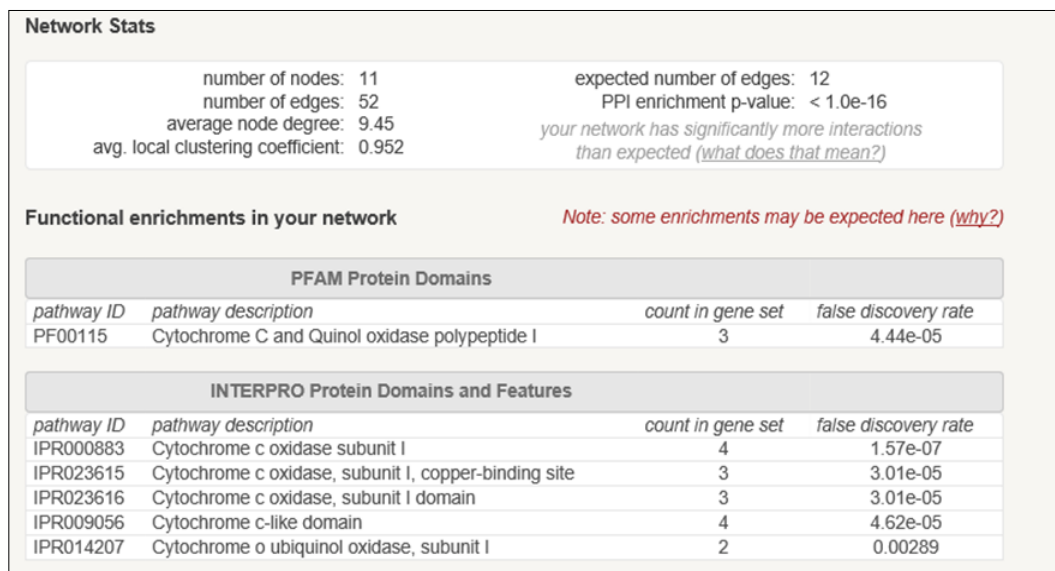 Network Stats
number of nodes: 11
number of edges: 52
average node degree: 9.45
avg. local clustering coefficient: 0.952
expected number of edges: 12
PPI enrichment p-value: < 1.0e-16
your network has significantly more interactions
than expected (what does that mean?)
Functional enrichments in your network
Note: some enrichments may be expected here (why?)
PFAM Protein Domains
pathway ID pathway description count in gene set false discovery rate
PF00115 Cytochrome C and Quinol oxidase polypeptide I 3 4.44e-05
INTERPRO Protein Domains and Features
pathway ID pathway description count in gene set false discovery rate
IPR000883 Cytochrome c oxidase subunit I 4 1.57e-07
IPR023615 Cytochrome c oxidase, subunit I, copper-binding site 3 3.01e-05
IPR023616 Cytochrome c oxidase, subunit I domain 3 3.01e-05
IPR009056 Cytochrome c-like domain 4 4.62e-05
IPR014207 Cytochrome o ubiquinol oxidase, subunit I 2 0.00289